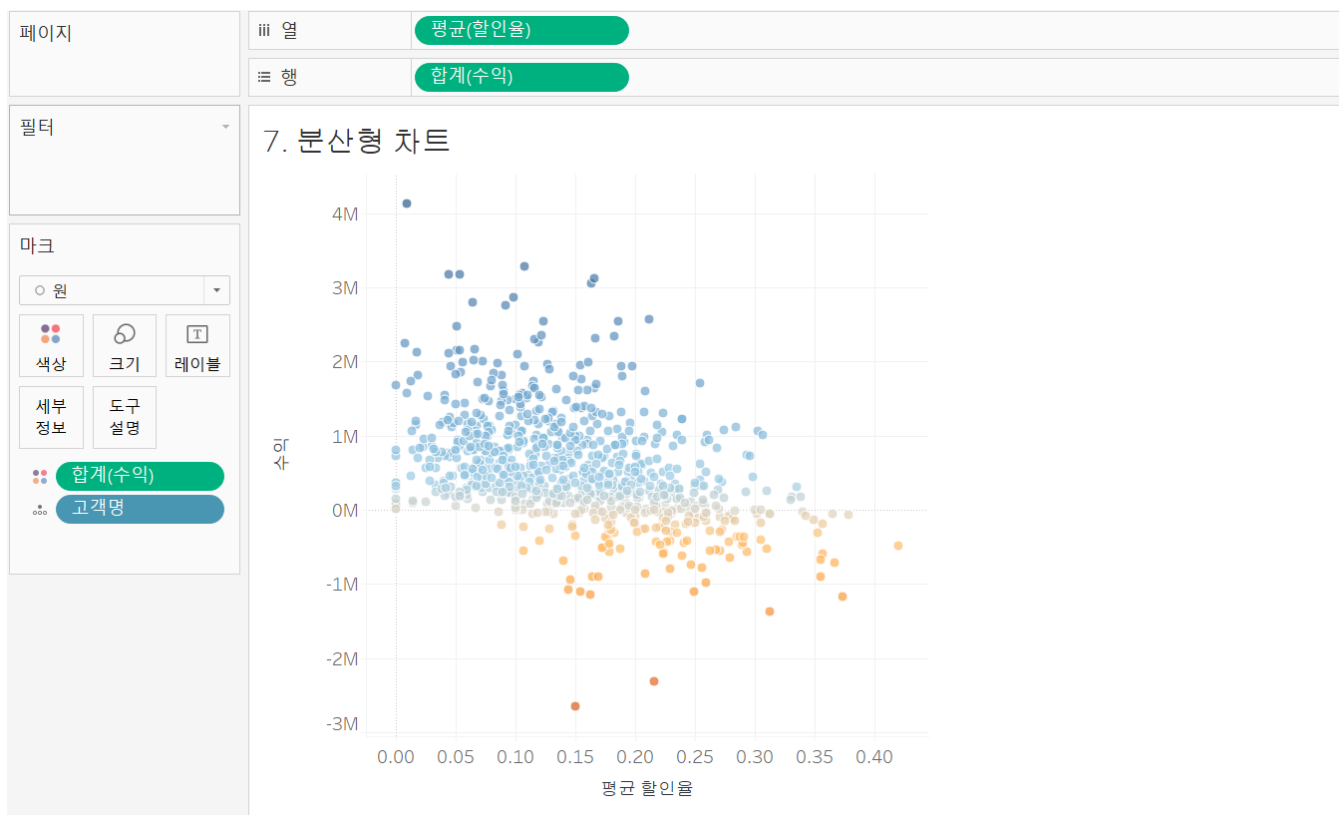 페이지
열
평균(할인율)
행
합계(수익)
필터
7. 분산형 차트
마크
원
색상
크기
레이블
세부
정보
도구
설명
합계(수익)
고객명
4M
3M
2M
1M
0M
-1M
-2M
-3M
수익
0.00 0.05 0.10 0.15 0.20 0.25 0.30 0.35 0.40
평균 할인율